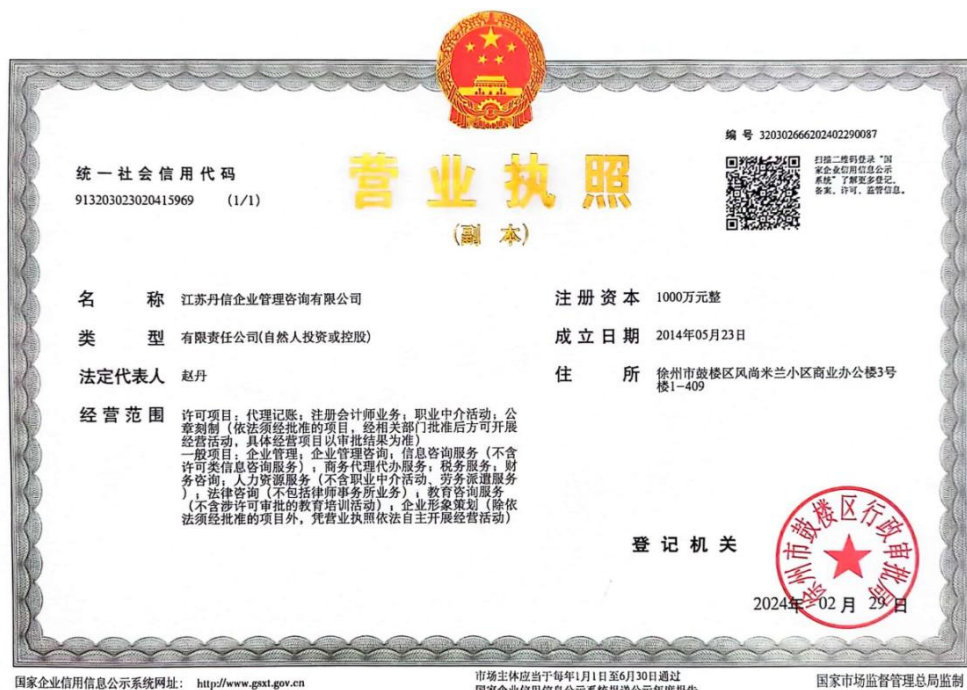 编 号 320302666202402290087
扫描二维码登录“国
家企业信用信息公示
系统”了解更多登记、
备案、许可、监管信息。
统一社会信用代码
913203023020415969 (1/1)
营业执照
(副 本)
名 称 江苏丹信企业管理咨询有限公司
类 型 有限责任公司(自然人投资或控股)
法定代表人 赵丹
经营范围 许可项目：代理记账；注册会计师业务；职业中介活动；公
章刻制（依法须经批准的项目，经相关部门批准后方可开展
经营活动，具体经营项目以审批结果为准）
一般项目：企业管理；企业管理咨询；信息咨询服务（不含
许可类信息咨询服务）；商务代理代办服务；税务服务；财
务咨询；人力资源服务（不含职业中介活动、劳务派遣服务
）；法律咨询（不包括律师事务所业务）；教育咨询服务
（不含涉许可审批的教育培训活动）；企业形象策划（除依
法须经批准的项目外，凭营业执照依法自主开展经营活动）
注册资本 1000万元整
成立日期 2014年05月23日
住 所 徐州市鼓楼区风尚米兰小区商业办公楼3号
楼1-409
登记机关
徐州市鼓楼区行政审批局
2024年 02月 29日
国家企业信用信息公示系统网址： http://www.gsxt.gov.cn
市场主体应当于每年1月1日至6月30日通过
国家企业信用信息公示系统报送公示年度报告
国家市场监督管理总局监制